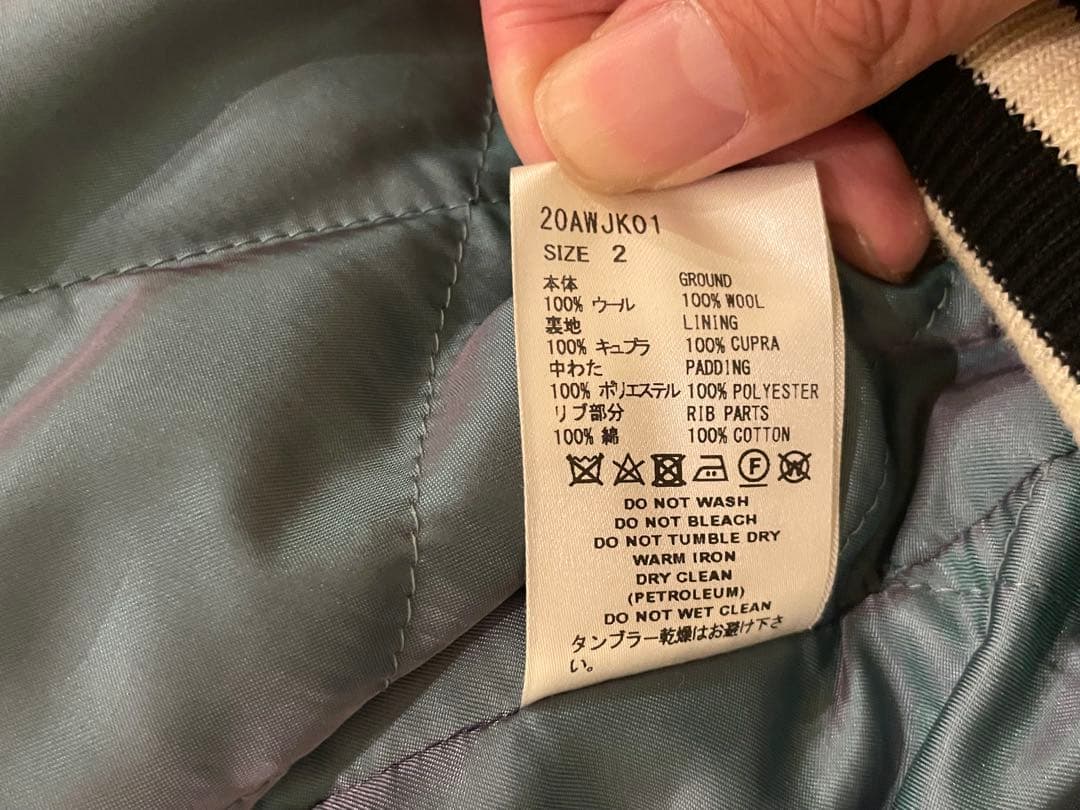 20AWJK01
SIZE 2
本体 GROUND
100% ウール 100% WOOL
裏地 LINING
100% キュプラ 100% CUPRA
中わた PADDING
100% ポリエステル 100% POLYESTER
リブ部分 RIB PARTS
100% 綿 100% COTTON
F W
DO NOT WASH
DO NOT BLEACH
DO NOT TUMBLE DRY
WARM IRON
DRY CLEAN
(PETROLEUM)
DO NOT WET CLEAN
タンブラー乾燥はお避け下さ
い。